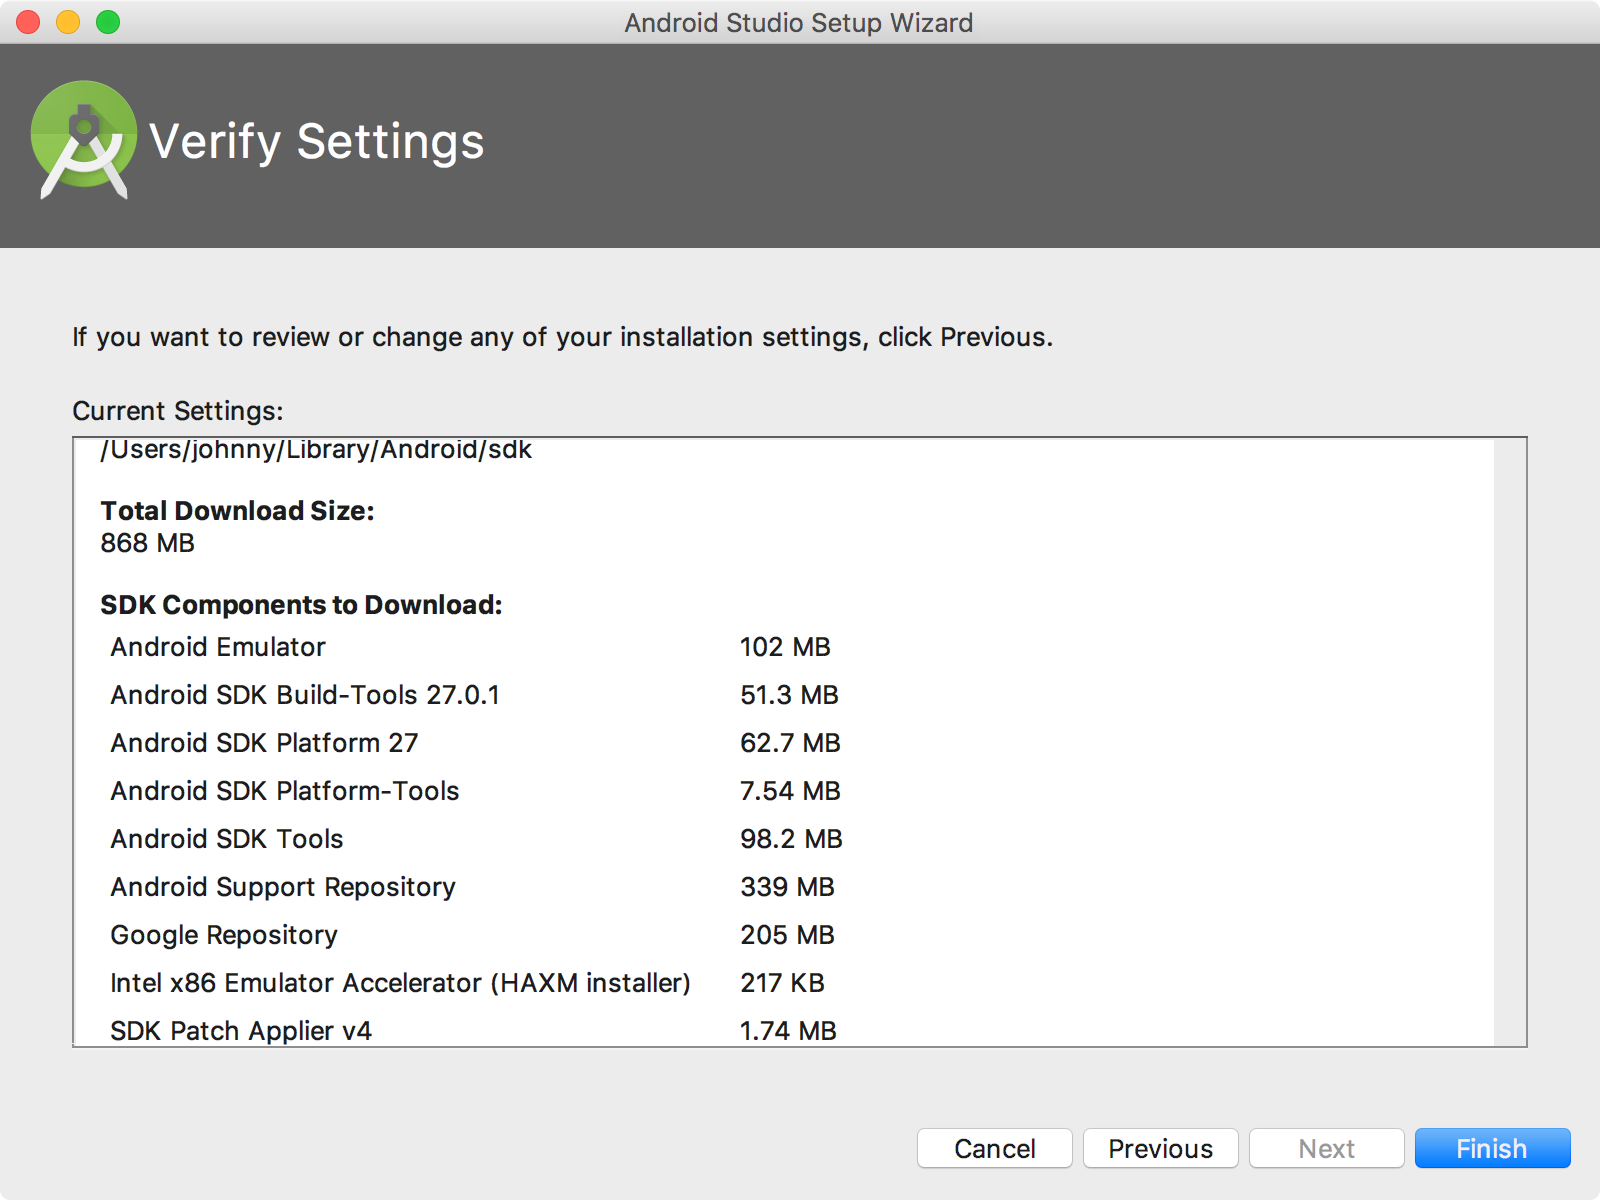 Android Studio Setup Wizard
Verify Settings
If you want to review or change any of your installation settings, click Previous.
Current Settings:
/Users/johnny/Library/Android/sdk
Total Download Size:
868 MB
SDK Components to Download:
Android Emulator 102 MB
Android SDK Build-Tools 27.0.1 51.3 MB
Android SDK Platform 27 62.7 MB
Android SDK Platform-Tools 7.54 MB
Android SDK Tools 98.2 MB
Android Support Repository 339 MB
Google Repository 205 MB
Intel x86 Emulator Accelerator (HAXM installer) 217 KB
SDK Patch Applier v4 1.74 MB
Cancel Previous Next Finish